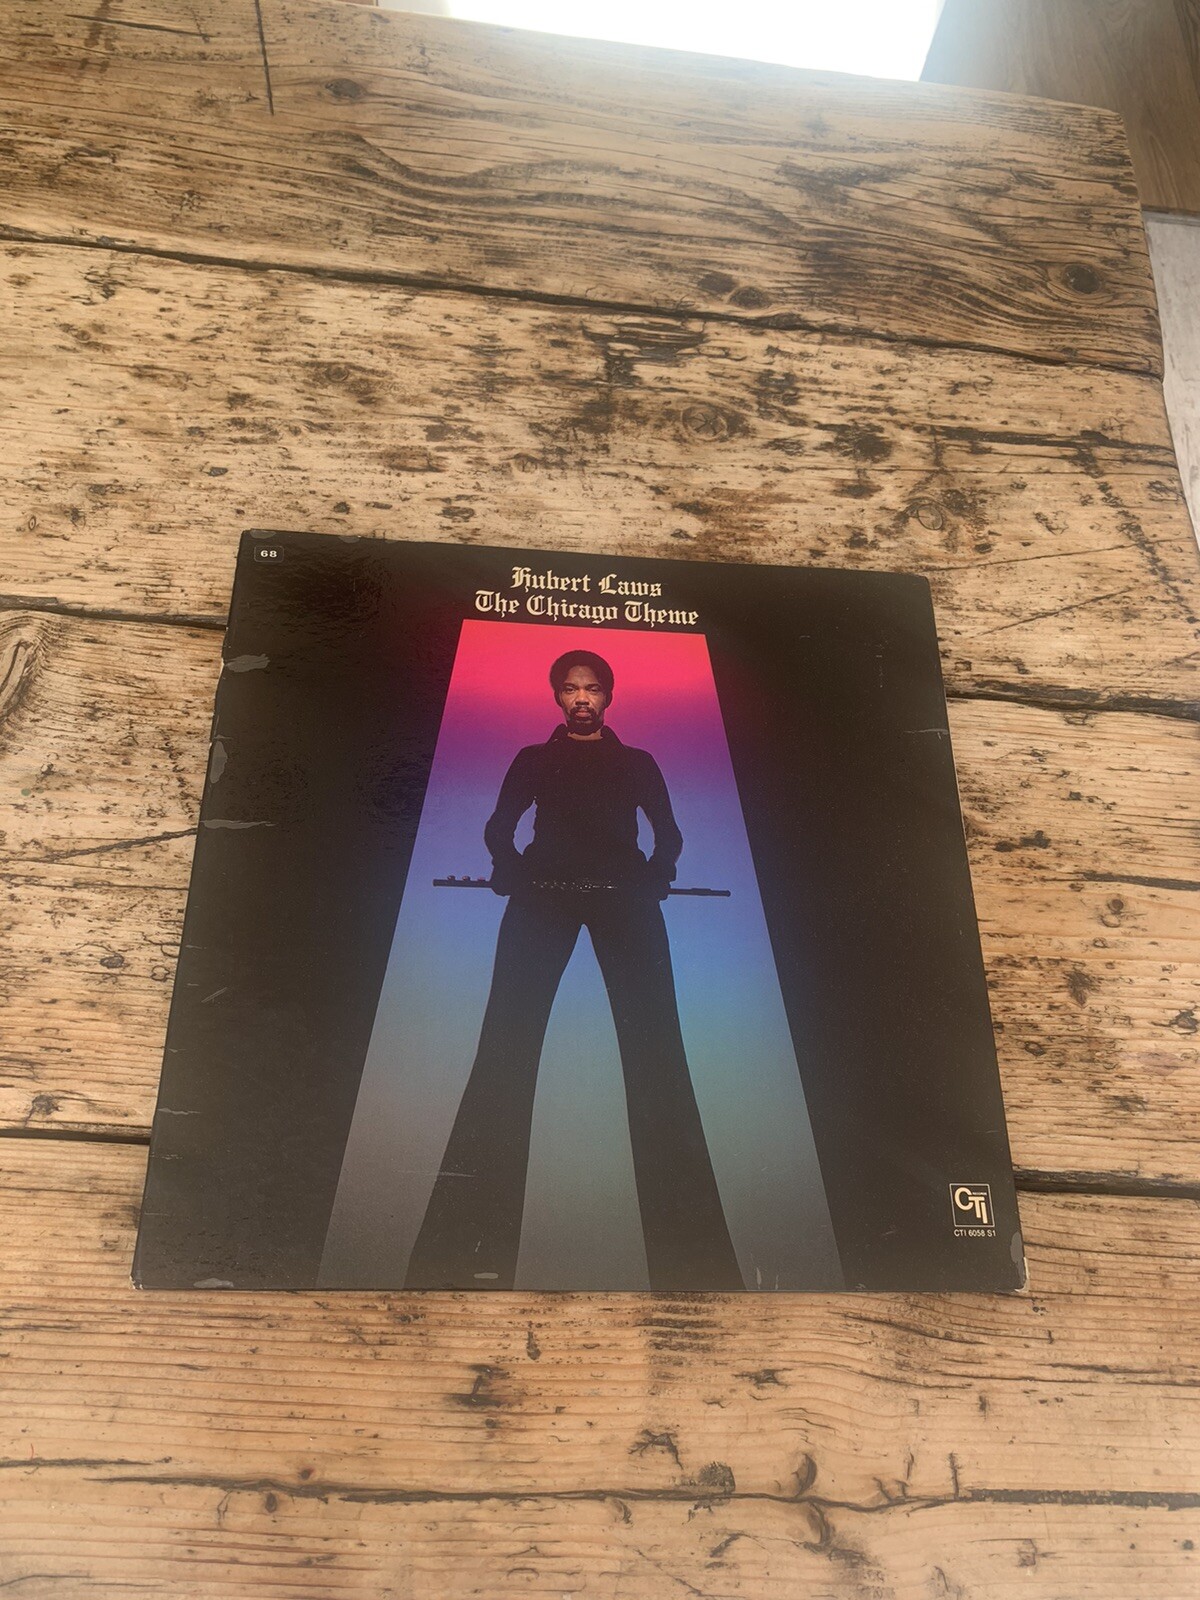 68
Hubert Laws
The Chicago Theme
CTI
CTI 6058 S1